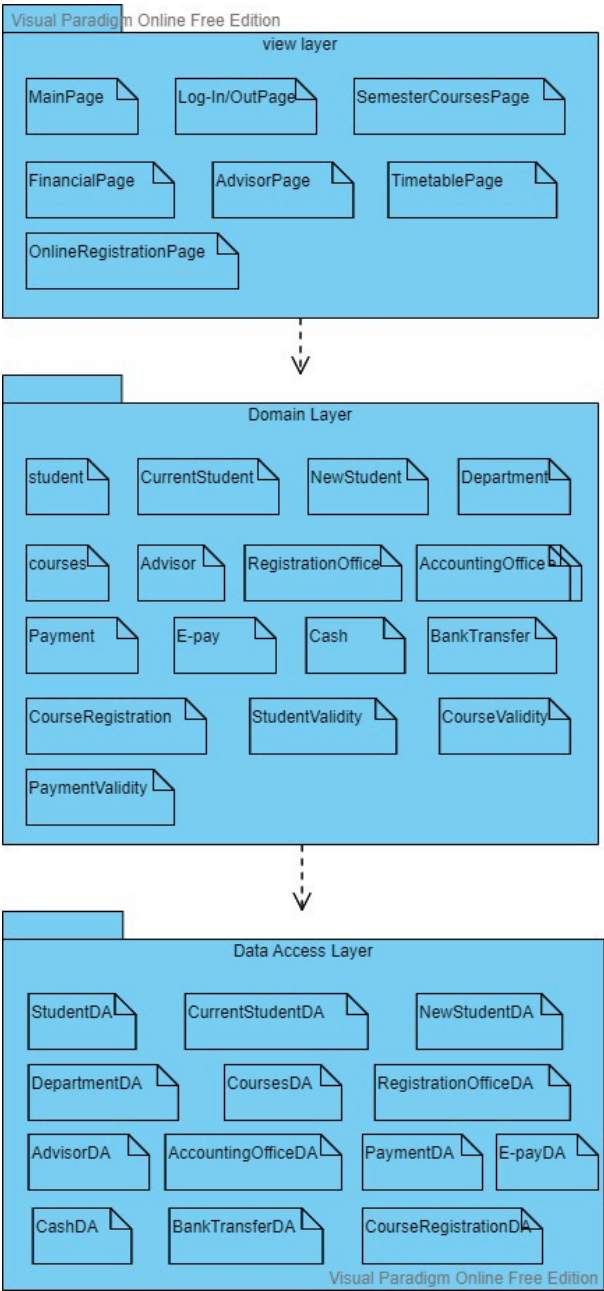 Visual Paradigm Online Free Edition
view layer
MainPage
Log-In/OutPage
SemesterCoursesPage
FinancialPage
AdvisorPage
TimetablePage
OnlineRegistrationPage
Domain Layer
student
CurrentStudent
NewStudent
Department
courses
Advisor
RegistrationOffice
AccountingOffice
Payment
E-pay
Cash
BankTransfer
CourseRegistration
StudentValidity
CourseValidity
PaymentValidity
Data Access Layer
StudentDA
CurrentStudentDA
NewStudentDA
DepartmentDA
CoursesDA
RegistrationOfficeDA
AdvisorDA
AccountingOfficeDA
PaymentDA
E-payDA
CashDA
BankTransferDA
CourseRegistrationDA
Visual Paradigm Online Free Edition